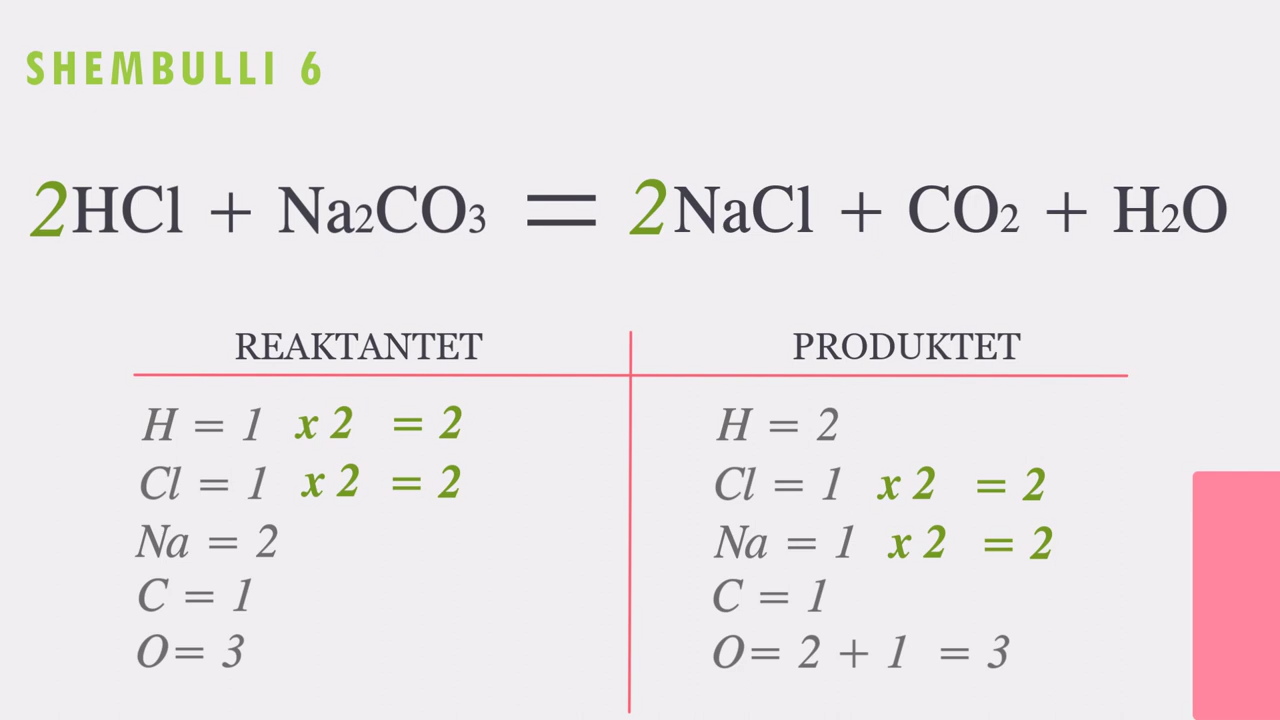 SHEMBULLI 6
2HCl + Na₂CO₃ = 2NaCl + CO₂ + H₂O
REAKTANTET
H = 1 x 2 = 2
Cl = 1 x 2 = 2
Na = 2
C = 1
O= 3
PRODUKTET
H = 2
Cl = 1 x 2 = 2
Na = 1 x 2 = 2
C = 1
O= 2 + 1 = 3